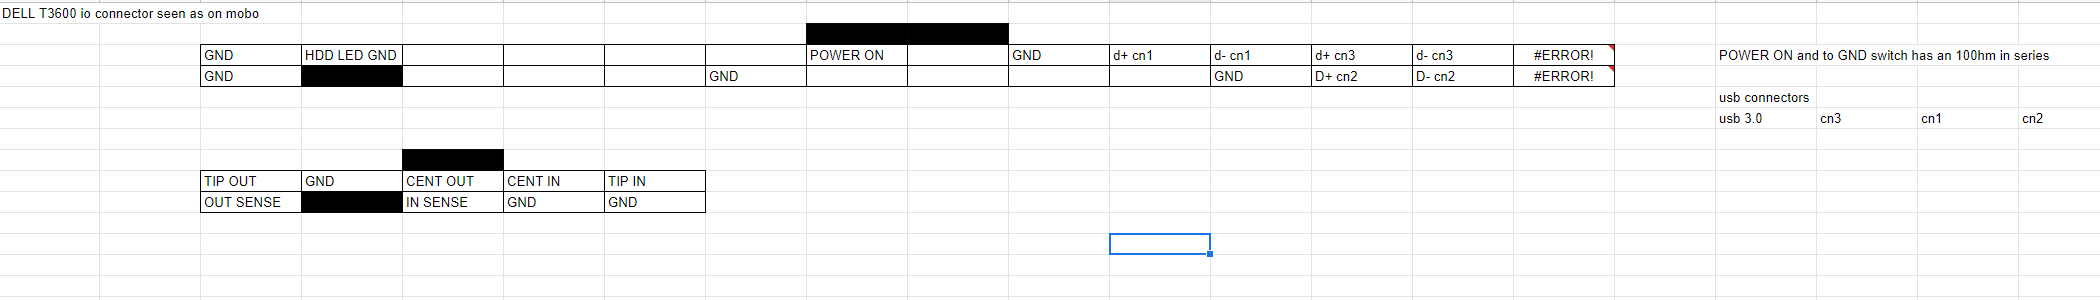 DELL T3600 io connector seen as on mobo
GND HDD LED GND POWER ON GND d+ cn1 d- cn1 d+ cn3 d- cn3 #ERROR! POWER ON and to GND switch has an 100hm in series
GND GND GND D+ cn2 D- cn2 #ERROR!
usb connectors
usb 3.0 cn3 cn1 cn2
TIP OUT GND CENT OUT CENT IN TIP IN
OUT SENSE IN SENSE GND GND